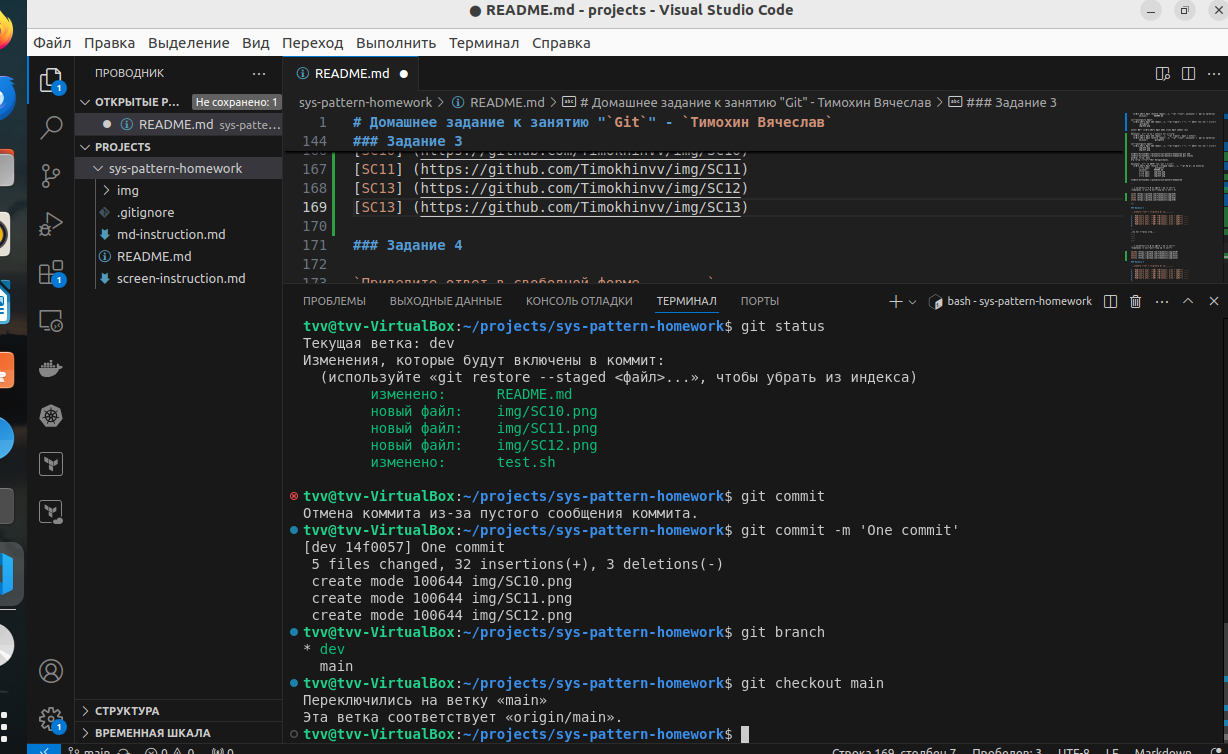 README.md - projects - Visual Studio Code
Файл Правка Выделение Вид Переход Выполнить Терминал Справка
ПРОВОДНИК
README.md
ОТКРЫТЫЕ Р... Не сохранено: 1
README.md sys-patte...
PROJECTS
sys-pattern-homework
img
.gitignore
md-instruction.md
README.md
screen-instruction.md
СТРУКТУРА
ВРЕМЕННАЯ ШКАЛА
sys-pattern-homework > README.md > # Домашнее задание к занятию "Git" - Тимохин Вячеслав > ### Задание 3
1 # Домашнее задание к занятию "`Git`" - `Тимохин Вячеслав`
144 ### Задание 3
167 [SC11] (https://github.com/Timokhinvv/img/SC11)
168 [SC13] (https://github.com/Timokhinvv/img/SC12)
169 [SC13] (https://github.com/Timokhinvv/img/SC13)
170
171 ### Задание 4
172
173 `Приведите ответ в свободной форме........`
ПРОБЛЕМЫ ВЫХОДНЫЕ ДАННЫЕ КОНСОЛЬ ОТЛАДКИ ТЕРМИНАЛ ПОРТЫ
bash - sys-pattern-homework
tvv@tvv-VirtualBox:~/projects/sys-pattern-homework$ git status
Текущая ветка: dev
Изменения, которые будут включены в коммит:
(используйте «git restore --staged <файл>...», чтобы убрать из индекса)
изменено: README.md
новый файл: img/SC10.png
новый файл: img/SC11.png
новый файл: img/SC12.png
изменено: test.sh
tvv@tvv-VirtualBox:~/projects/sys-pattern-homework$ git commit
Отмена коммита из-за пустого сообщения коммита.
tvv@tvv-VirtualBox:~/projects/sys-pattern-homework$ git commit -m 'One commit'
[dev 14f0057] One commit
5 files changed, 32 insertions(+), 3 deletions(-)
create mode 100644 img/SC10.png
create mode 100644 img/SC11.png
create mode 100644 img/SC12.png
tvv@tvv-VirtualBox:~/projects/sys-pattern-homework$ git branch
* dev
main
tvv@tvv-VirtualBox:~/projects/sys-pattern-homework$ git checkout main
Переключились на ветку «main»
Эта ветка соответствует «origin/main».
tvv@tvv-VirtualBox:~/projects/sys-pattern-homework$
main 0 0 0 Строка 169, столбец 7 Пробелов: 3 UTF-8 LF Markdown